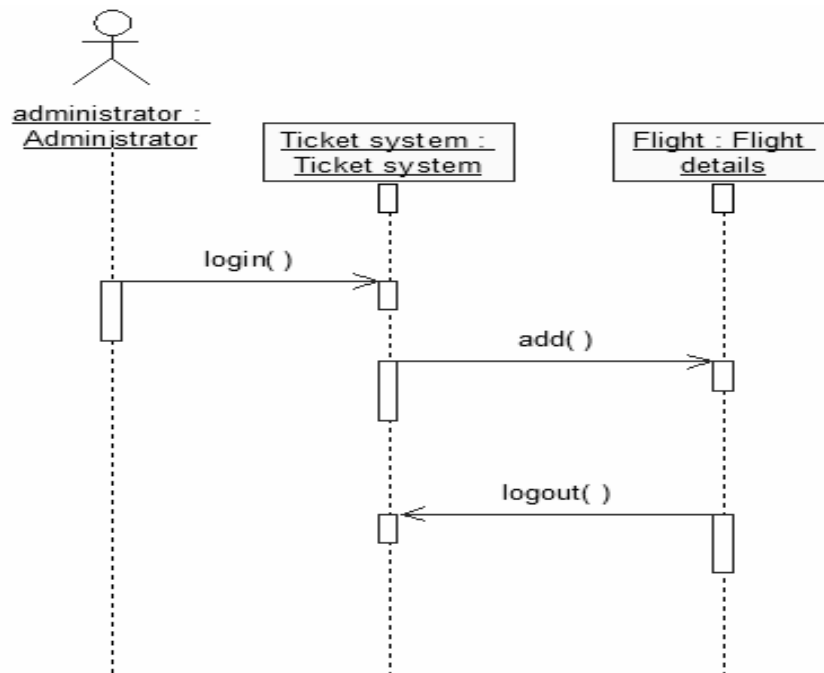 administrator :
Administrator
Ticket system :
Ticket system
Flight : Flight
details
login( )
add( )
logout( )